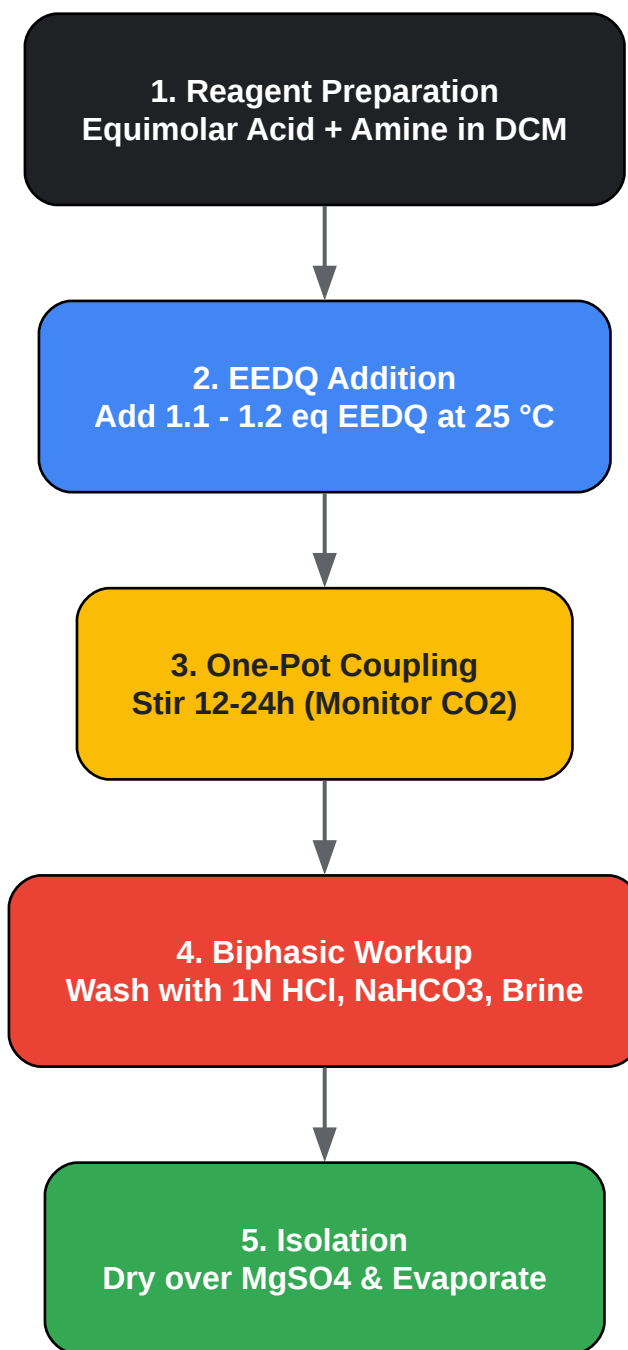 1. Reagent Preparation
Equimolar Acid + Amine in DCM
2. EEDQ Addition
Add 1.1 - 1.2 eq EEDQ at 25 °C
3. One-Pot Coupling
Stir 12-24h (Monitor CO2)
4. Biphasic Workup
Wash with 1N HCl, NaHCO3, Brine
5. Isolation
Dry over MgSO4 & Evaporate